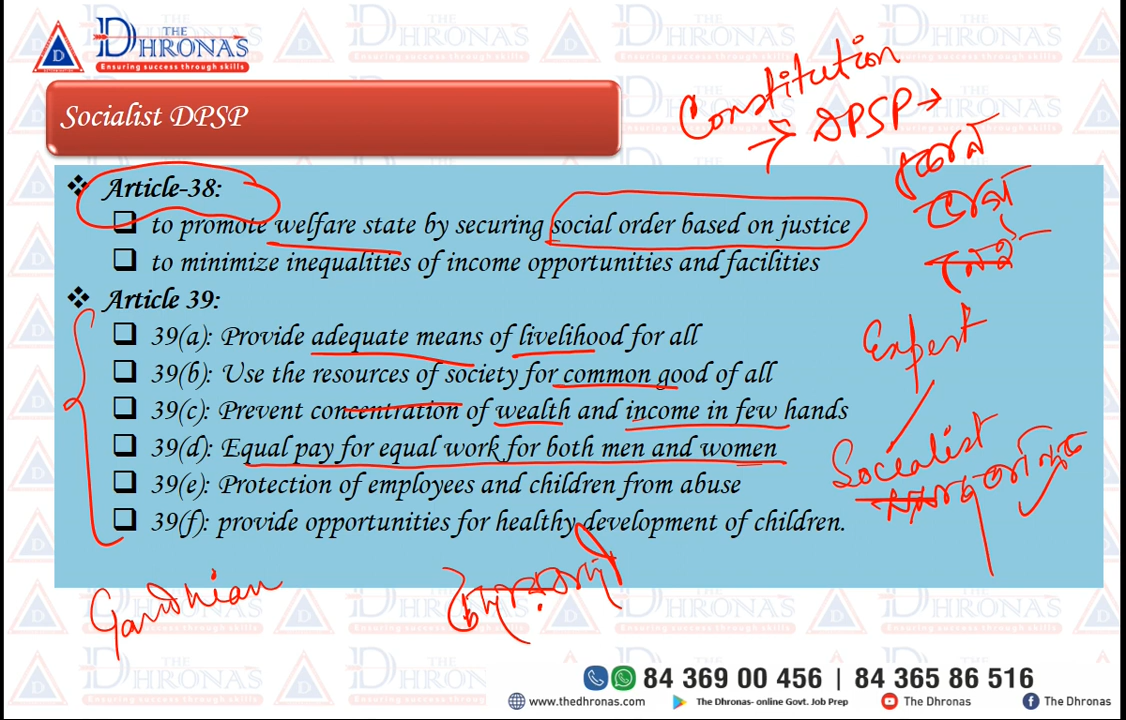 THE
DHRONAS
Ensuring success through skills
Socialist DPSP
Constitution
→ DPSP →
❖ Article-38:
❑ to promote welfare state by securing social order based on justice
❑ to minimize inequalities of income opportunities and facilities
❖ Article 39:
❑ 39(a): Provide adequate means of livelihood for all
❑ 39(b): Use the resources of society for common good of all
❑ 39(c): Prevent concentration of wealth and income in few hands
❑ 39(d): Equal pay for equal work for both men and women
❑ 39(e): Protection of employees and children from abuse
❑ 39(f): provide opportunities for healthy development of children.
Expert
Socialist
Gandhian
84 369 00 456 | 84 365 86 516
www.thedhronas.com
The Dhronas- online Govt. Job Prep
The Dhronas
The Dhronas